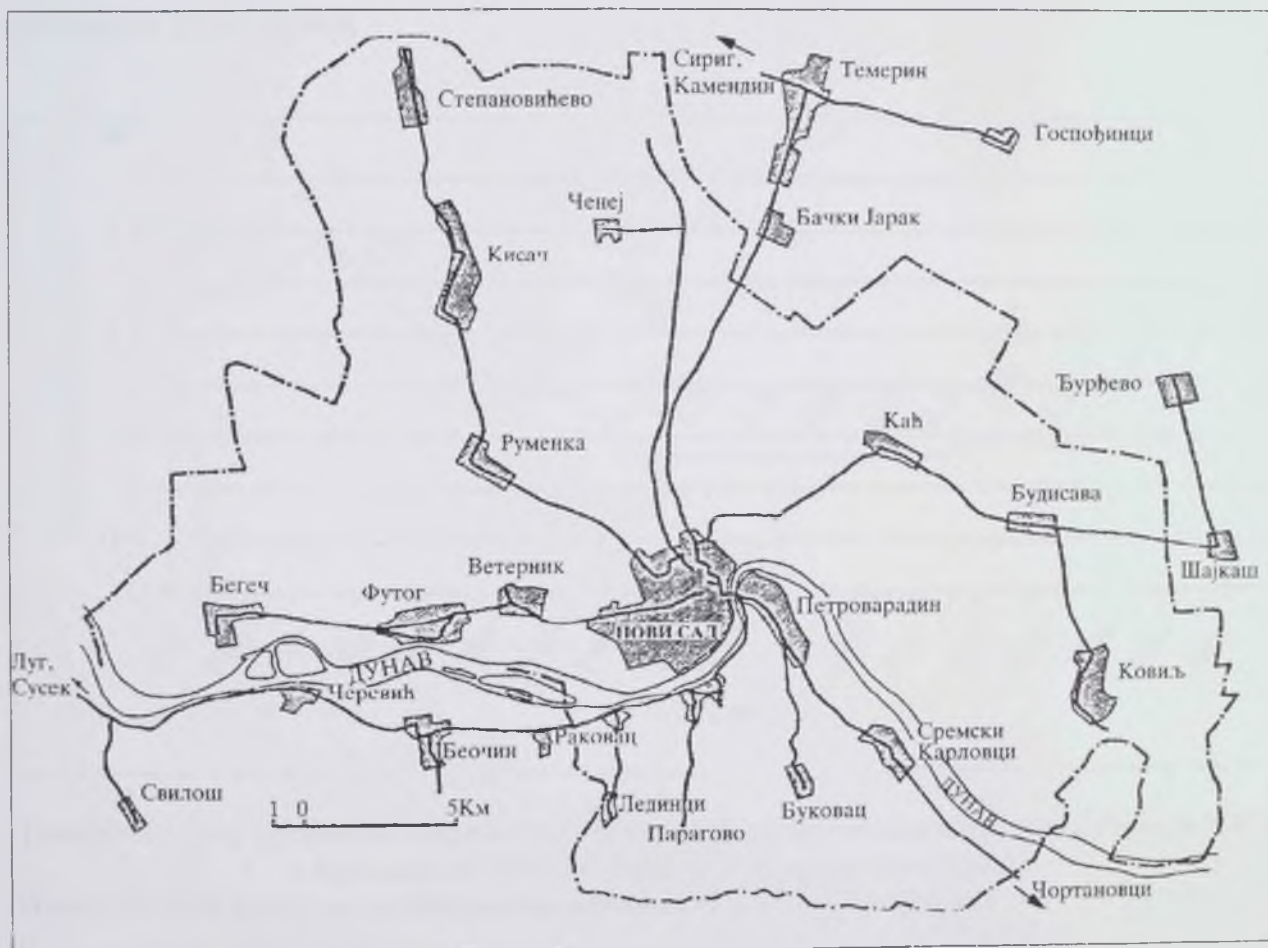 Сириг,
Камендин
Темерин
Степановићево
Госпођинци
Ченеј
Бачки Јарак
Кисач
Ђурђево
Каћ
Руменка
Будисава
Шајкаш
Бегеч
Футог
Ветерник
Петроварадин
НОВИ САД
Луг,
Сусек
ДУНАВ
Черевић
Ковиљ
Беочин
Раковац
Сремски
Карловци
Свилош
1 0 5Км
Лединци
Парагово
Буковац
ДУНАВ
Чортановци